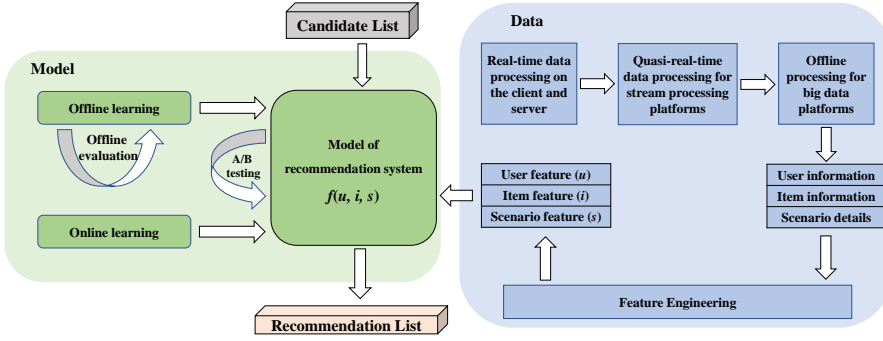 Candidate List
Model
Offline learning
Offline
evaluation
A/B
testing
Online learning
Model of
recommendation system
f(u, i, s)
Recommendation List
Data
Real-time data
processing on
the client and
server
Quasi-real-time
data processing for
stream processing
platforms
Offline
processing for
big data
platforms
User feature (u)
Item feature (i)
Scenario feature (s)
User information
Item information
Scenario details
Feature Engineering